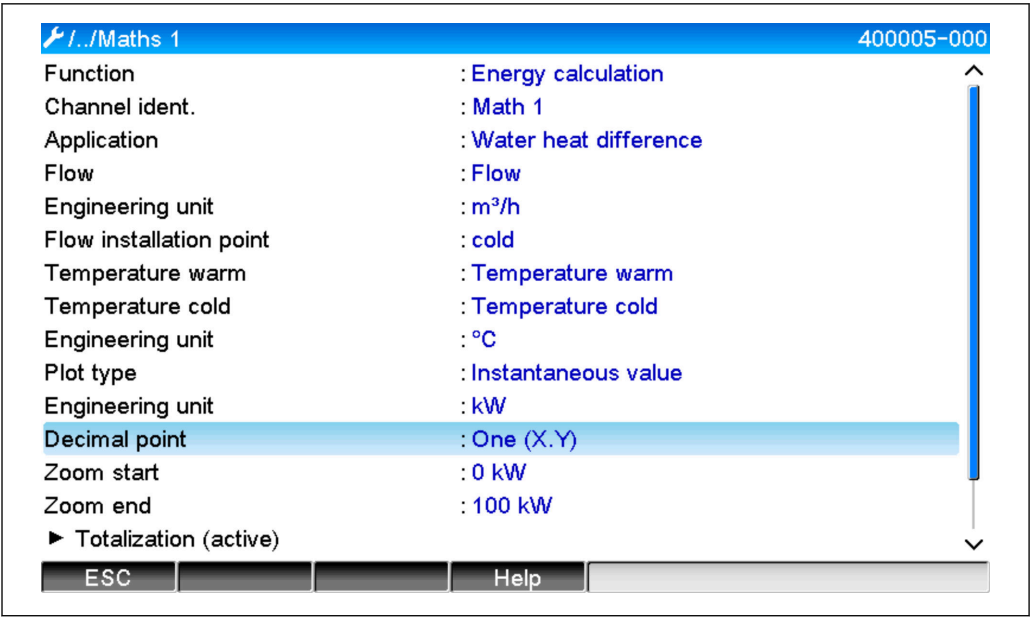 /../Maths 1 400005-000
Function : Energy calculation
Channel ident. : Math 1
Application : Water heat difference
Flow : Flow
Engineering unit : m³/h
Flow installation point : cold
Temperature warm : Temperature warm
Temperature cold : Temperature cold
Engineering unit : °C
Plot type : Instantaneous value
Engineering unit : kW
Decimal point : One (X.Y)
Zoom start : 0 kW
Zoom end : 100 kW
► Totalization (active)
ESC Help